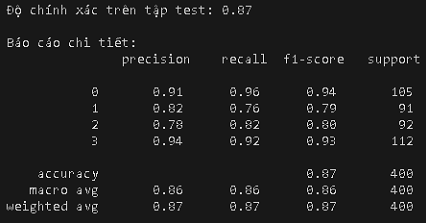 Độ chính xác trên tập test: 0.87
Báo cáo chi tiết:
precision recall f1-score support
0 0.91 0.96 0.94 105
1 0.82 0.76 0.79 91
2 0.78 0.82 0.80 92
3 0.94 0.92 0.93 112
accuracy 0.87 400
macro avg 0.86 0.86 0.86 400
weighted avg 0.87 0.87 0.87 400